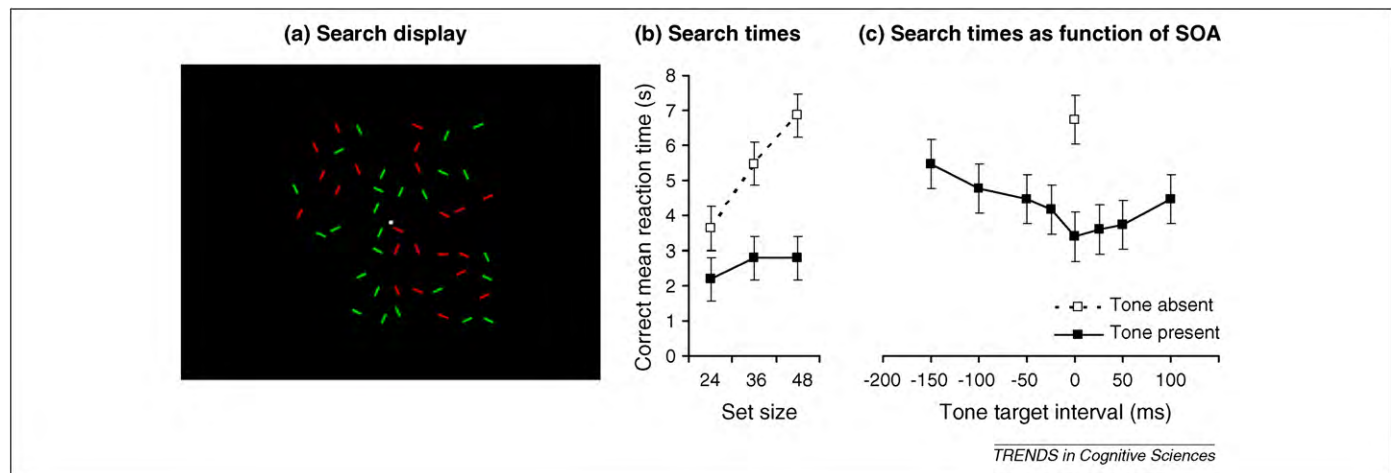 (a) Search display
(b) Search times
(c) Search times as function of SOA
Correct mean reaction time (s)
8
7
6
5
4
3
2
1
0
24 36 48
Set size
Tone absent
Tone present
-200 -150 -100 -50 0 50 100
Tone target interval (ms)
TRENDS in Cognitive Sciences